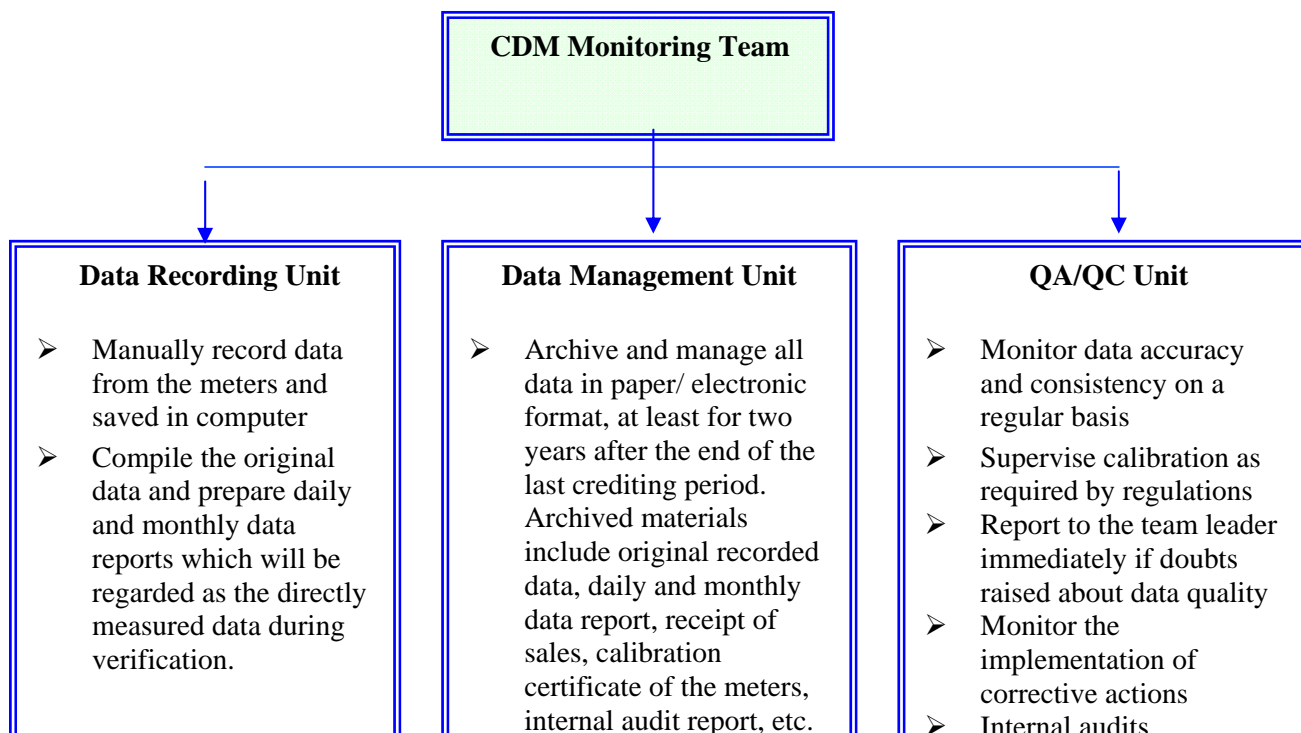 CDM Monitoring Team
Data Recording Unit
➢ Manually record data
from the meters and
saved in computer
➢ Compile the original
data and prepare daily
and monthly data
reports which will be
regarded as the directly
measured data during
verification.
Data Management Unit
➢ Archive and manage all
data in paper/ electronic
format, at least for two
years after the end of the
last crediting period.
Archived materials
include original recorded
data, daily and monthly
data report, receipt of
sales, calibration
certificate of the meters,
internal audit report, etc.
QA/QC Unit
➢ Monitor data accuracy
and consistency on a
regular basis
➢ Supervise calibration as
required by regulations
➢ Report to the team leader
immediately if doubts
raised about data quality
➢ Monitor the
implementation of
corrective actions
➢ Internal audits